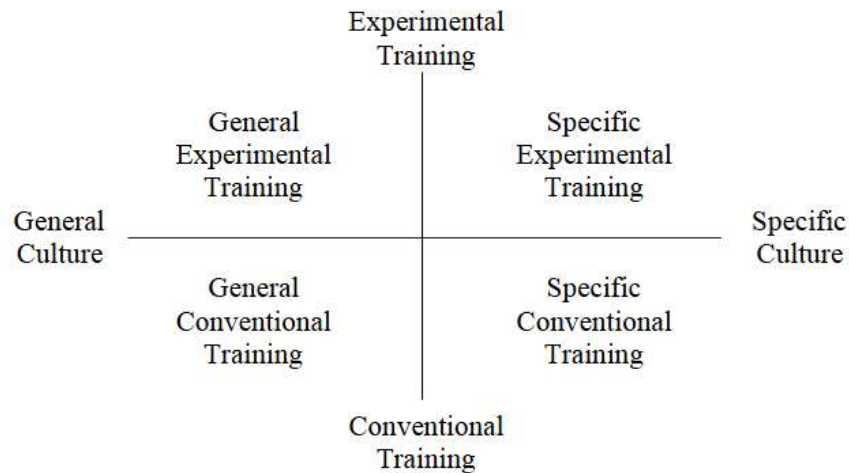 Experimental
Training
General
Experimental
Training
Specific
Experimental
Training
General
Culture
Specific
Culture
General
Conventional
Training
Specific
Conventional
Training
Conventional
Training